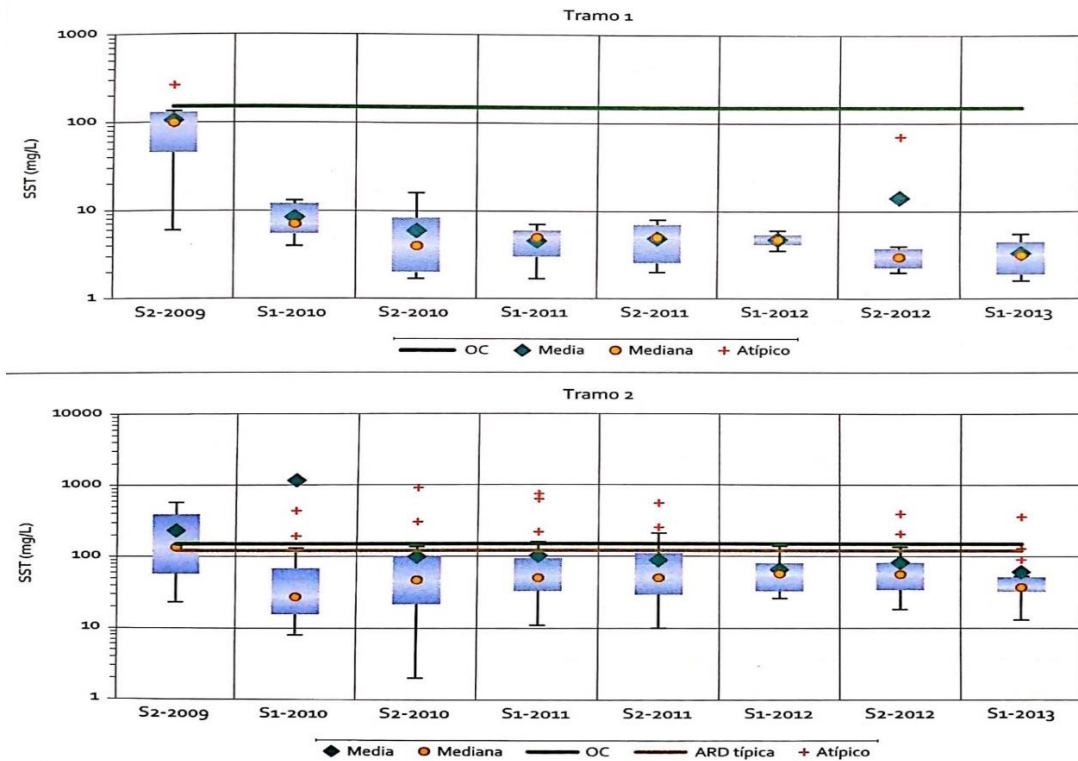 Tramo 1
1000
100
10
1
SST (mg/L)
S2-2009 S1-2010 S2-2010 S1-2011 S2-2011 S1-2012 S2-2012 S1-2013
OC Media Mediana Atípico
Tramo 2
10000
1000
100
10
1
SST (mg/L)
S2-2009 S1-2010 S2-2010 S1-2011 S2-2011 S1-2012 S2-2012 S1-2013
Media Mediana OC ARD típica Atípico